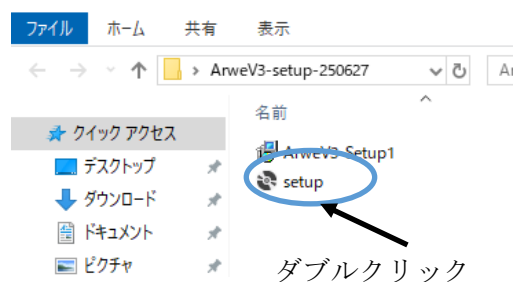 ファイル ホーム 共有 表示
ArweV3-setup-250627
名前
クイック アクセス
ArweV3-Setup1
デスクトップ
setup
ダウンロード
ドキュメント
ピクチャ
ダブルクリック